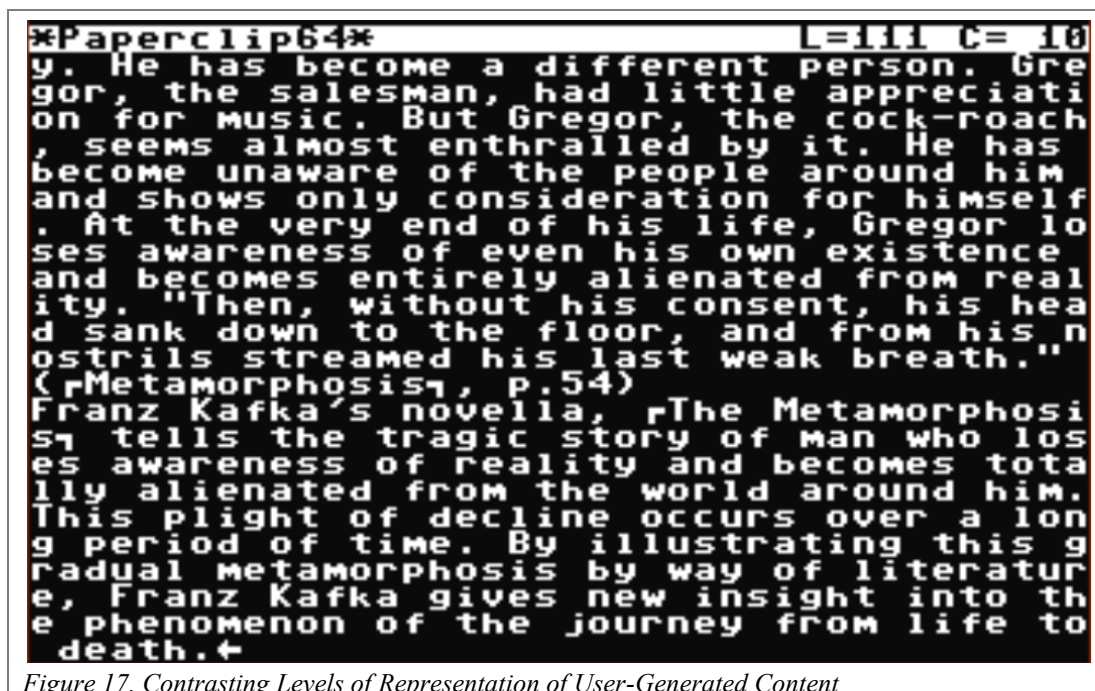 *Paperclip64* L=111 C= 10
y. He has become a different person. Gre
gor, the salesman, had little appreciati
on for music. But Gregor, the cock-roach
, seems almost enthralled by it. He has
become unaware of the people around him
and shows only consideration for himself
. At the very end of his life, Gregor lo
ses awareness of even his own existence
and becomes entirely alienated from real
ity. "Then, without his consent, his hea
d sank down to the floor, and from his n
ostrils streamed his last weak breath."
(┌Metamorphosis┐, p.54)
Franz Kafka's novella, ┌The Metamorphosi
s┐ tells the tragic story of man who los
es awareness of reality and becomes tota
lly alienated from the world around him.
This plight of decline occurs over a lon
g period of time. By illustrating this g
radual metamorphosis by way of literatur
e, Franz Kafka gives new insight into th
e phenomenon of the journey from life to
death.←
Figure 17. Contrasting Levels of Representation of User-Generated Content